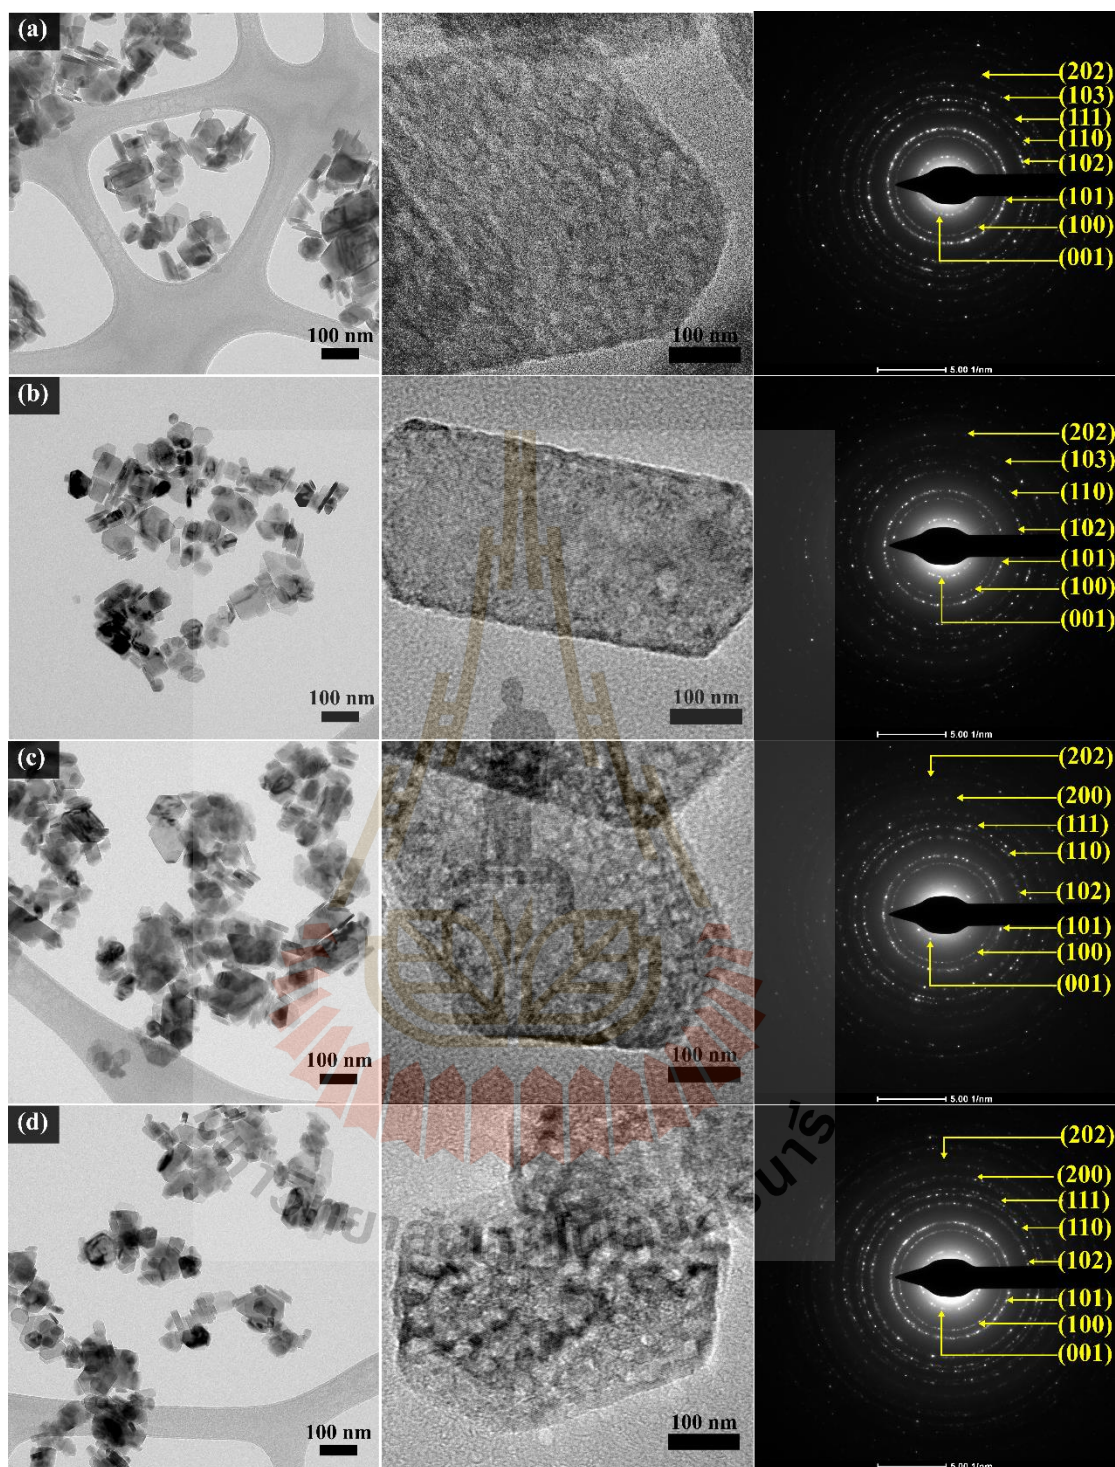 (a)
100 nm
100 nm
(202)
(103)
(111)
(110)
(102)
(101)
(100)
(001)
5.00 1/nm
(b)
100 nm
100 nm
(202)
(103)
(110)
(102)
(101)
(100)
(001)
5.00 1/nm
(c)
100 nm
100 nm
(202)
(200)
(111)
(110)
(102)
(101)
(100)
(001)
5.00 1/nm
(d)
100 nm
100 nm
(202)
(200)
(111)
(110)
(102)
(101)
(100)
(001)
5.00 1/nm